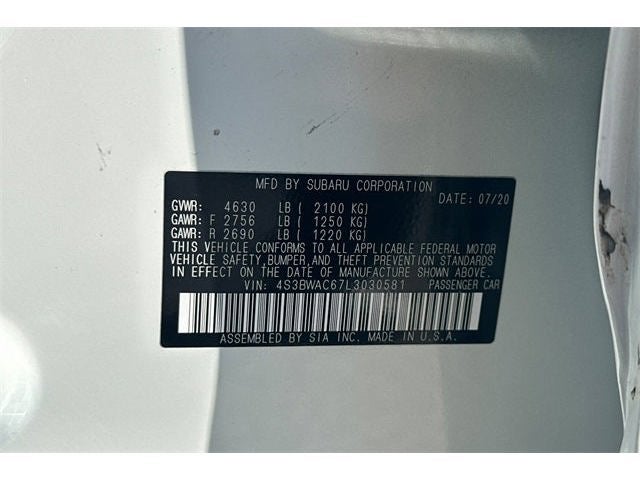 MFD BY SUBARU CORPORATION
DATE: 07/20
GVWR: 4630 LB ( 2100 KG)
GAWR: F 2756 LB ( 1250 KG)
GAWR: R 2690 LB ( 1220 KG)
THIS VEHICLE CONFORMS TO ALL APPLICABLE FEDERAL MOTOR
VEHICLE SAFETY,BUMPER,AND THEFT PREVENTION STANDARDS
IN EFFECT ON THE DATE OF MANUFACTURE SHOWN ABOVE.
VIN: 4S3BWAC67L3030581 PASSENGER CAR
ASSEMBLED BY SIA INC. MADE IN U.S.A.